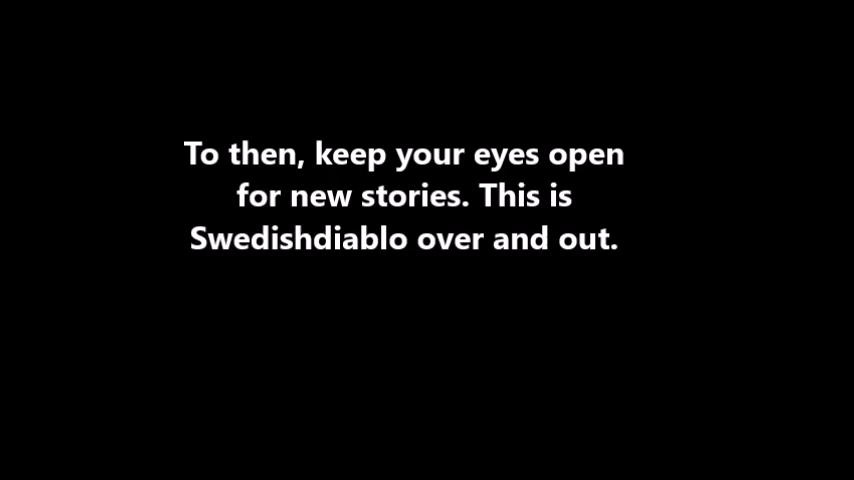 To then, keep your eyes open
for new stories. This is
Swedishdiablo over and out.